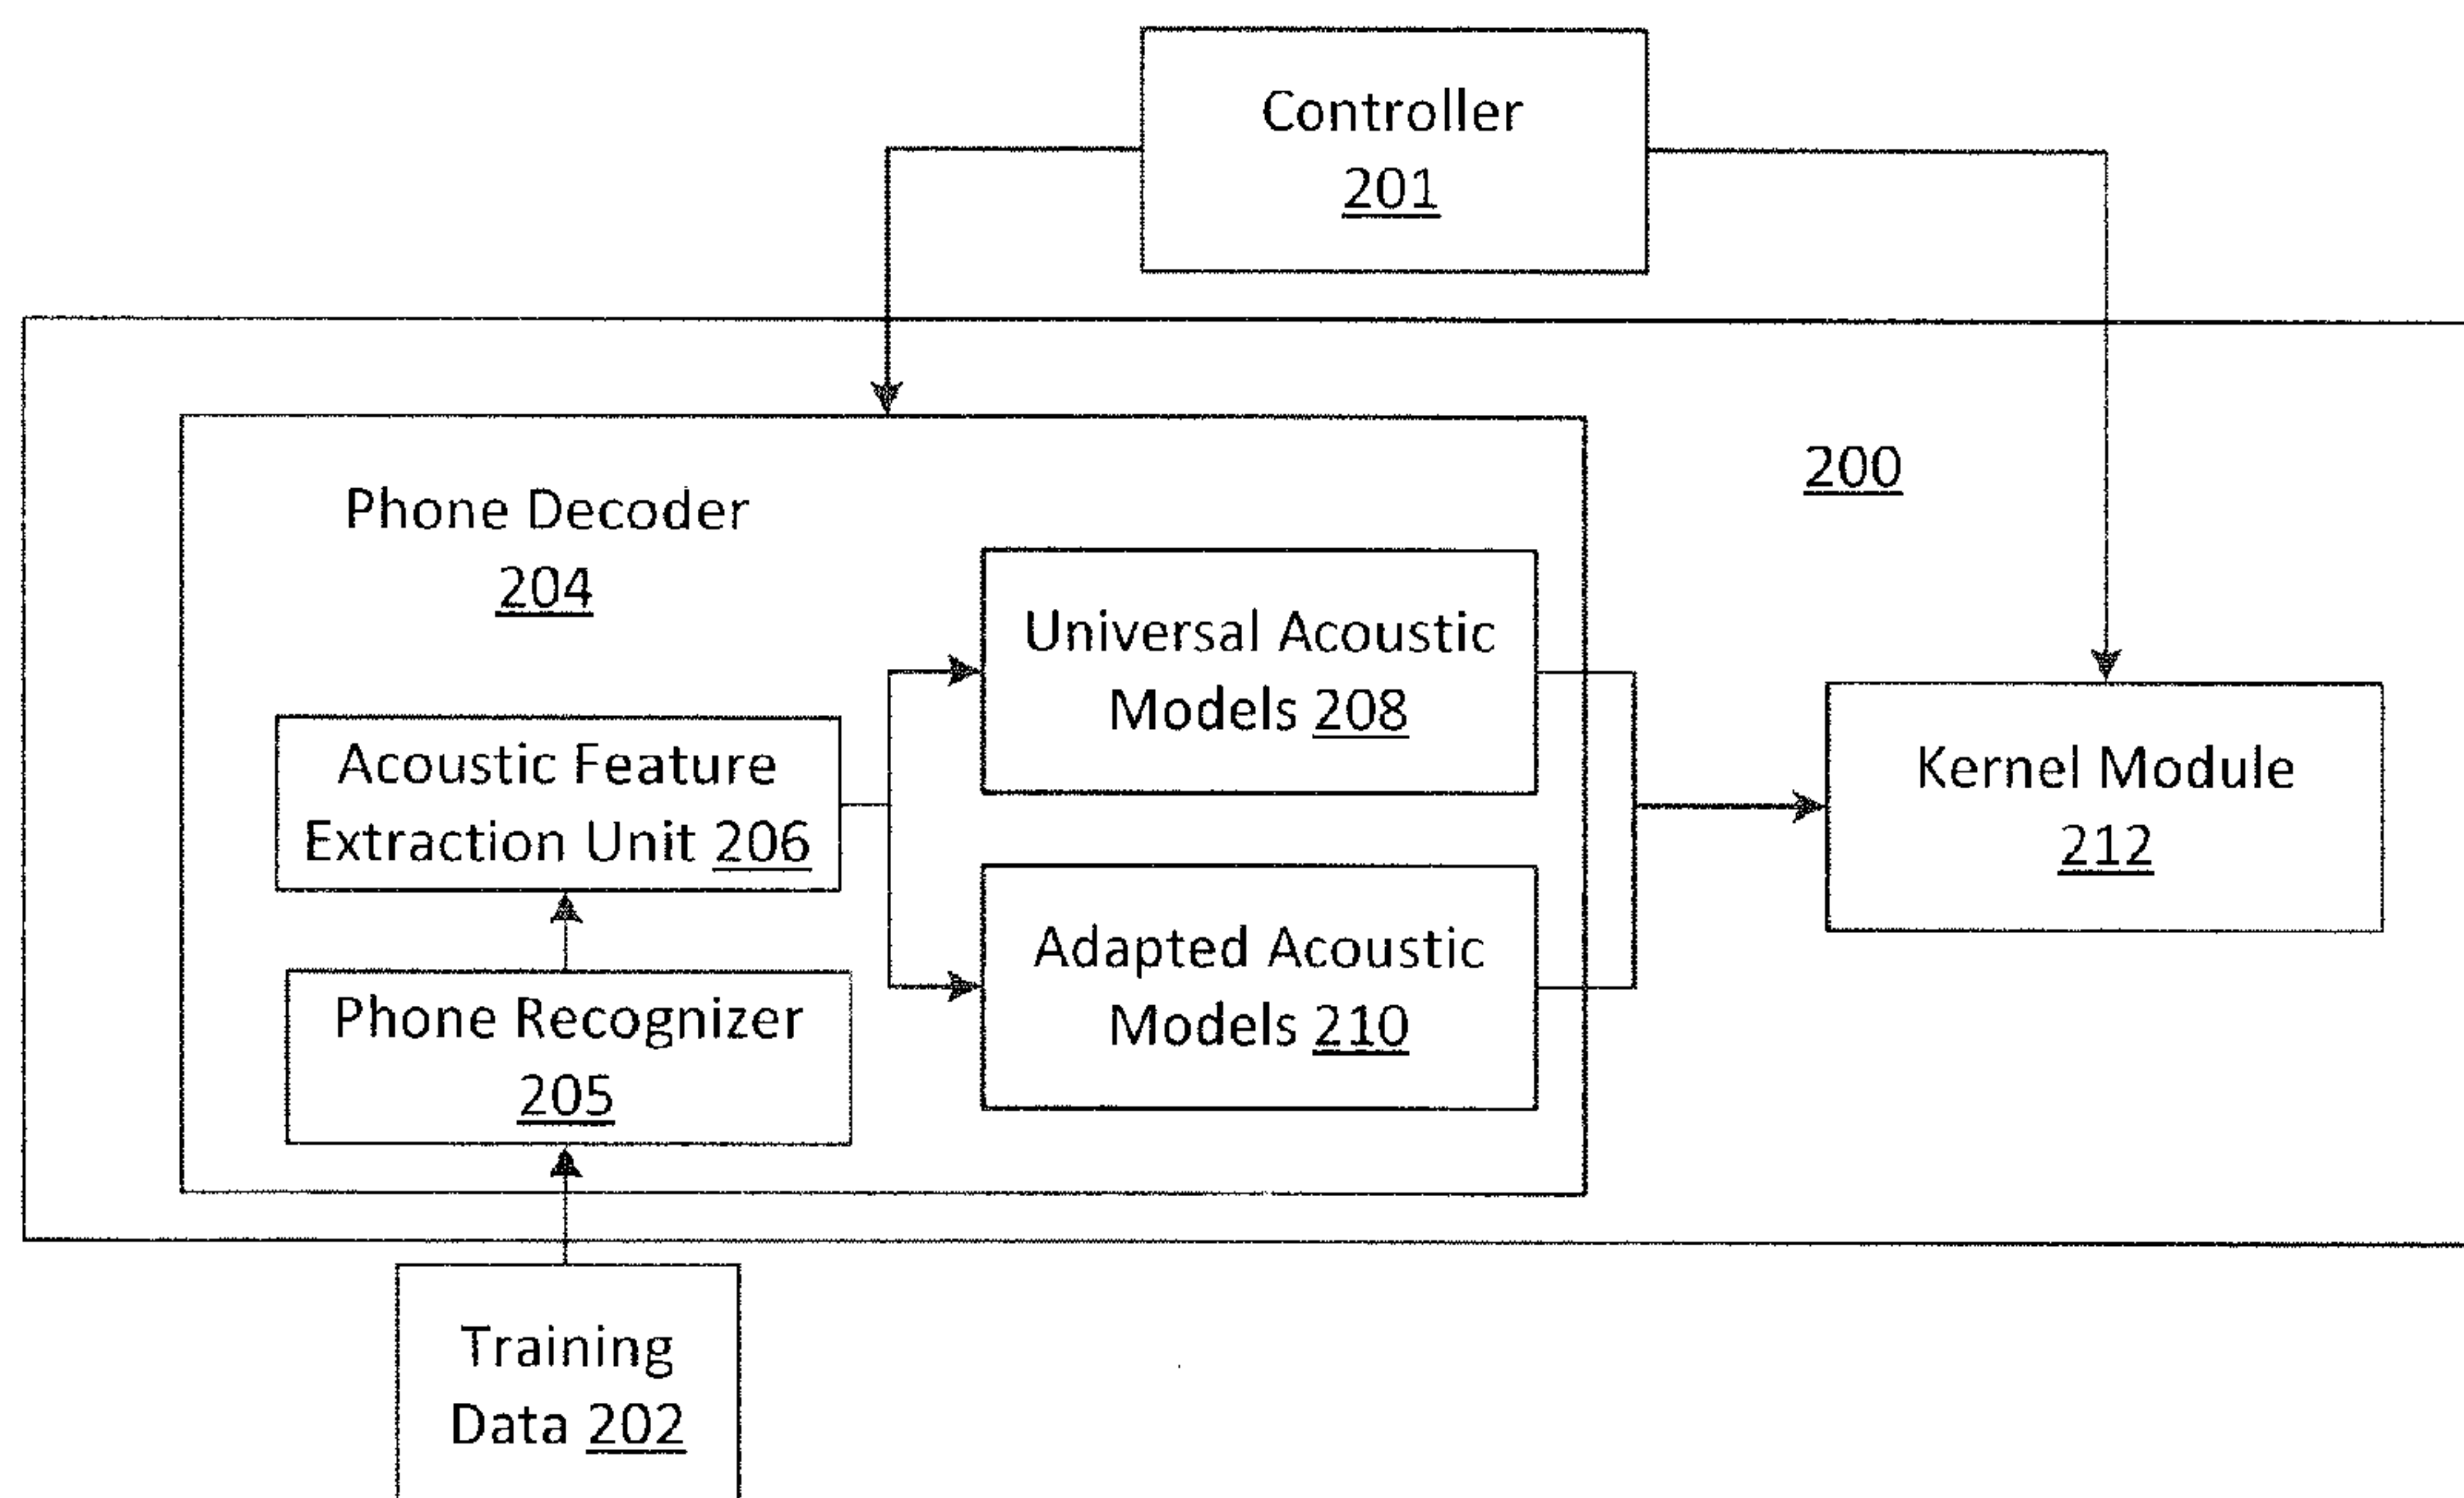 Controller
201
200
Phone Decoder
204
Universal Acoustic
Models 208
Acoustic Feature
Extraction Unit 206
Kernel Module
212
Adapted Acoustic
Models 210
Phone Recognizer
205
Training
Data 202